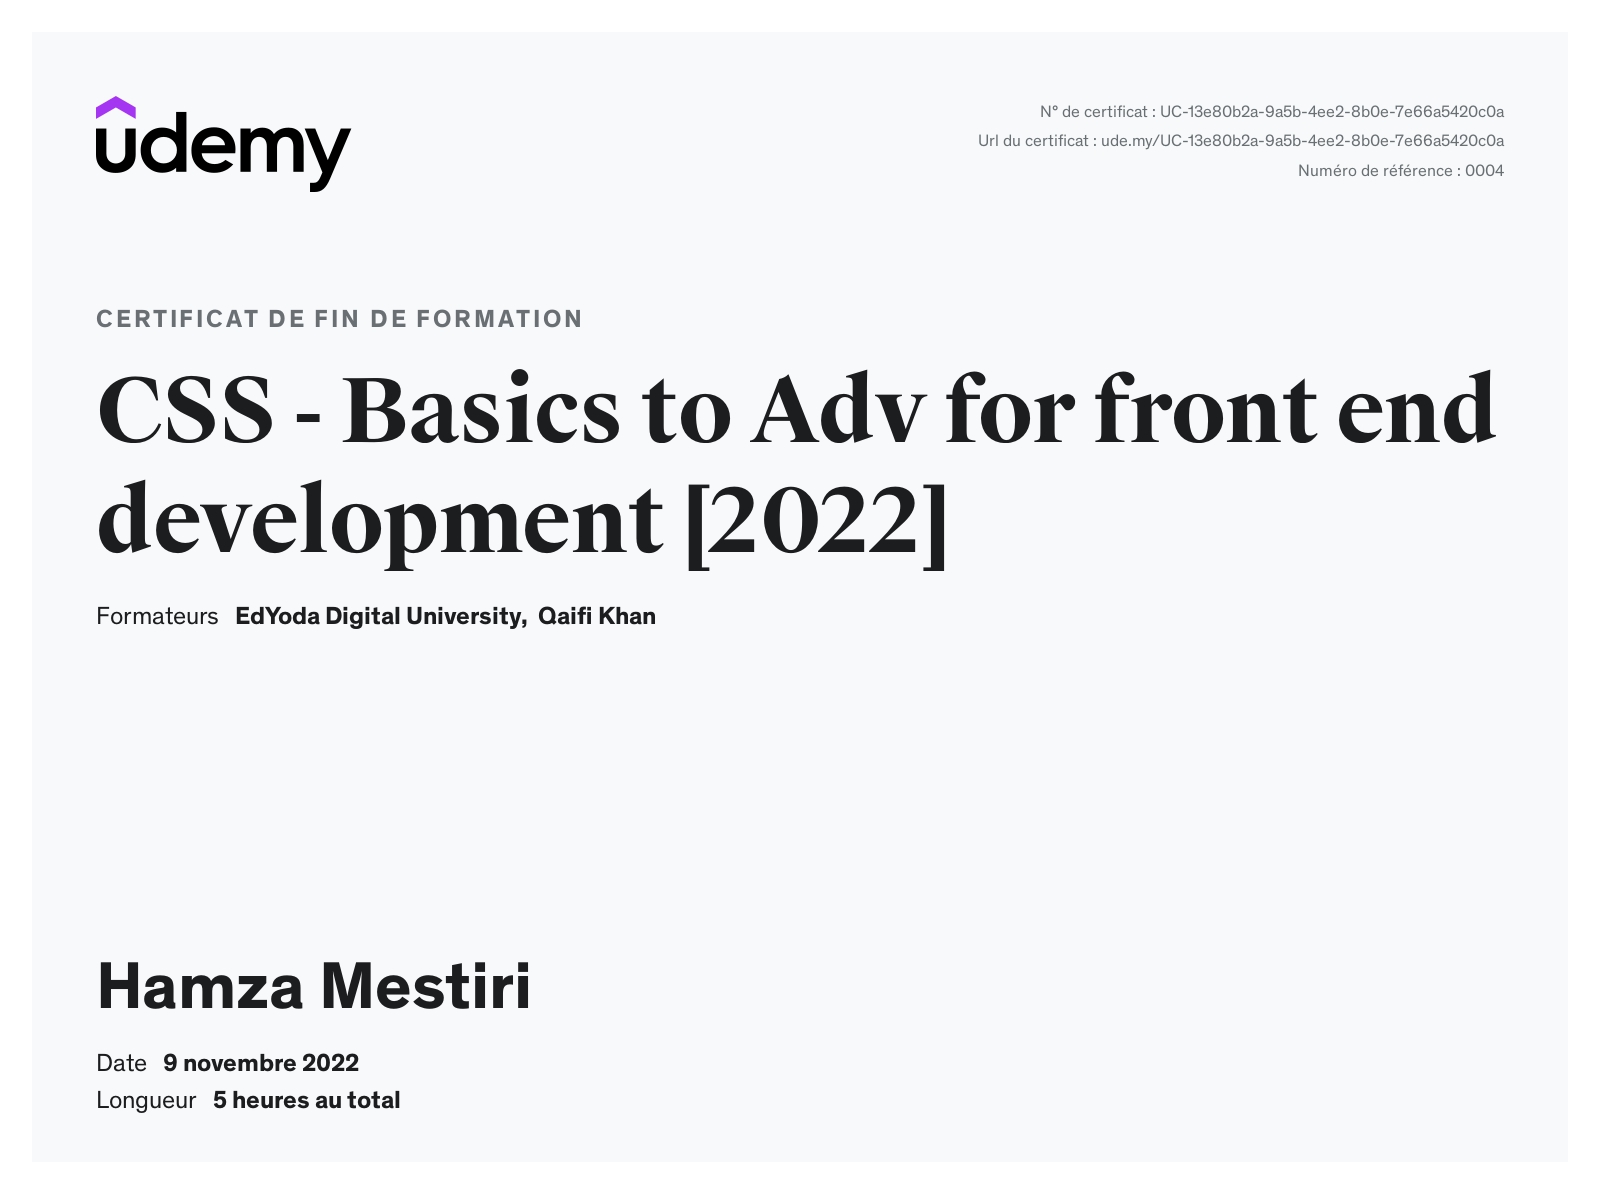 udemy
N° de certificat : UC-13e80b2a-9a5b-4ee2-8b0e-7e66a5420c0a
Url du certificat : ude.my/UC-13e80b2a-9a5b-4ee2-8b0e-7e66a5420c0a
Numéro de référence : 0004
CERTIFICAT DE FIN DE FORMATION
CSS - Basics to Adv for front end
development [2022]
Formateurs EdYoda Digital University, Qaifi Khan
Hamza Mestiri
Date 9 novembre 2022
Longueur 5 heures au total